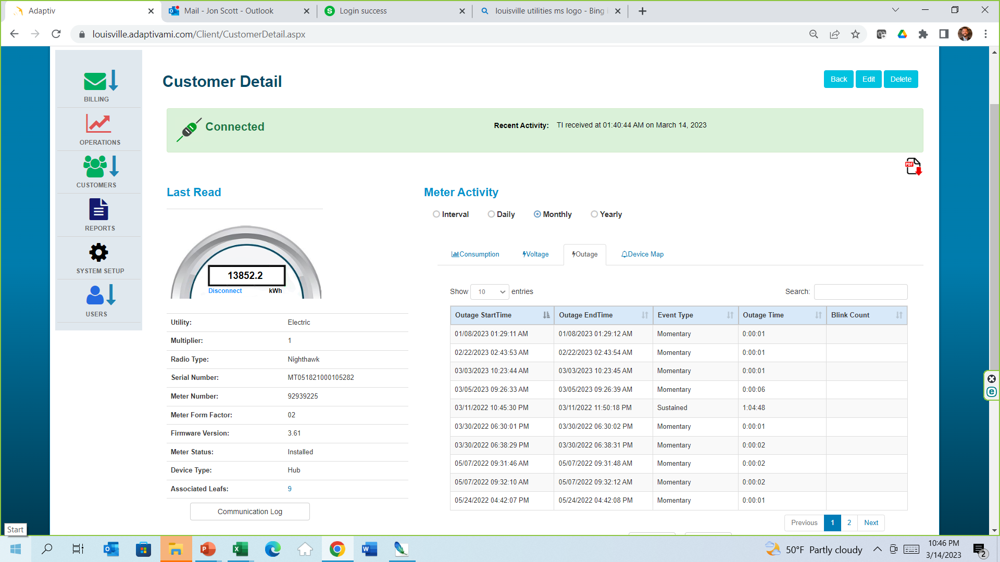 Adaptiv
Mail - Jon Scott - Outlook
Login success
louisville utilities ms logo - Bing i
louisville.adaptivami.com/Client/CustomerDetail.aspx
BILLING
OPERATIONS
CUSTOMERS
REPORTS
SYSTEM SETUP
USERS
Customer Detail
Back Edit Delete
Connected
Recent Activity: TI received at 01:40:44 AM on March 14, 2023
PDF
Last Read
13852.2
Disconnect kWh
Utility: Electric
Multiplier: 1
Radio Type: Nighthawk
Serial Number: MT051821000105282
Meter Number: 92939225
Meter Form Factor: 02
Firmware Version: 3.61
Meter Status: Installed
Device Type: Hub
Associated Leafs: 9
Communication Log
Meter Activity
Interval Daily Monthly Yearly
Consumption Voltage Outage Device Map
Show 10 entries Search:
Outage StartTime Outage EndTime Event Type Outage Time Blink Count
01/08/2023 01:29:11 AM 01/08/2023 01:29:12 AM Momentary 0:00:01
02/22/2023 02:43:53 AM 02/22/2023 02:43:54 AM Momentary 0:00:01
03/03/2023 10:23:44 AM 03/03/2023 10:23:45 AM Momentary 0:00:01
03/05/2023 09:26:33 AM 03/05/2023 09:26:39 AM Momentary 0:00:06
03/11/2022 10:45:30 PM 03/11/2022 11:50:18 PM Sustained 1:04:48
03/30/2022 06:30:01 PM 03/30/2022 06:30:02 PM Momentary 0:00:01
03/30/2022 06:38:29 PM 03/30/2022 06:38:31 PM Momentary 0:00:02
05/07/2022 09:31:46 AM 05/07/2022 09:31:48 AM Momentary 0:00:02
05/07/2022 09:32:10 AM 05/07/2022 09:32:12 AM Momentary 0:00:02
05/24/2022 04:42:07 PM 05/24/2022 04:42:08 PM Momentary 0:00:01
Previous 1 2 Next
Start
50°F Partly cloudy
10:46 PM
3/14/2023
2